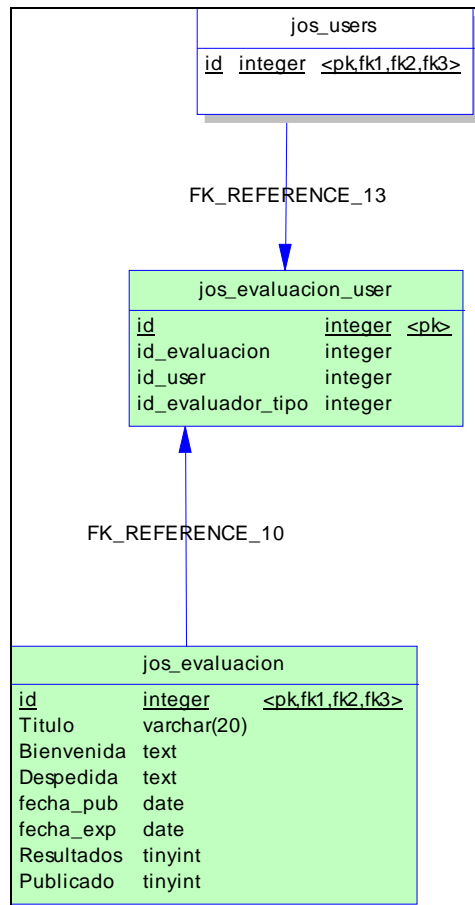 jos_users
id integer <pk,fk1,fk2,fk3>
FK_REFERENCE_13
jos_evaluacion_user
id integer <pk>
id_evaluacion integer
id_user integer
id_evaluador_tipo integer
FK_REFERENCE_10
jos_evaluacion
id integer <pk,fk1,fk2,fk3>
Titulo varchar(20)
Bienvenida text
Despedida text
fecha_pub date
fecha_exp date
Resultados tinyint
Publicado tinyint